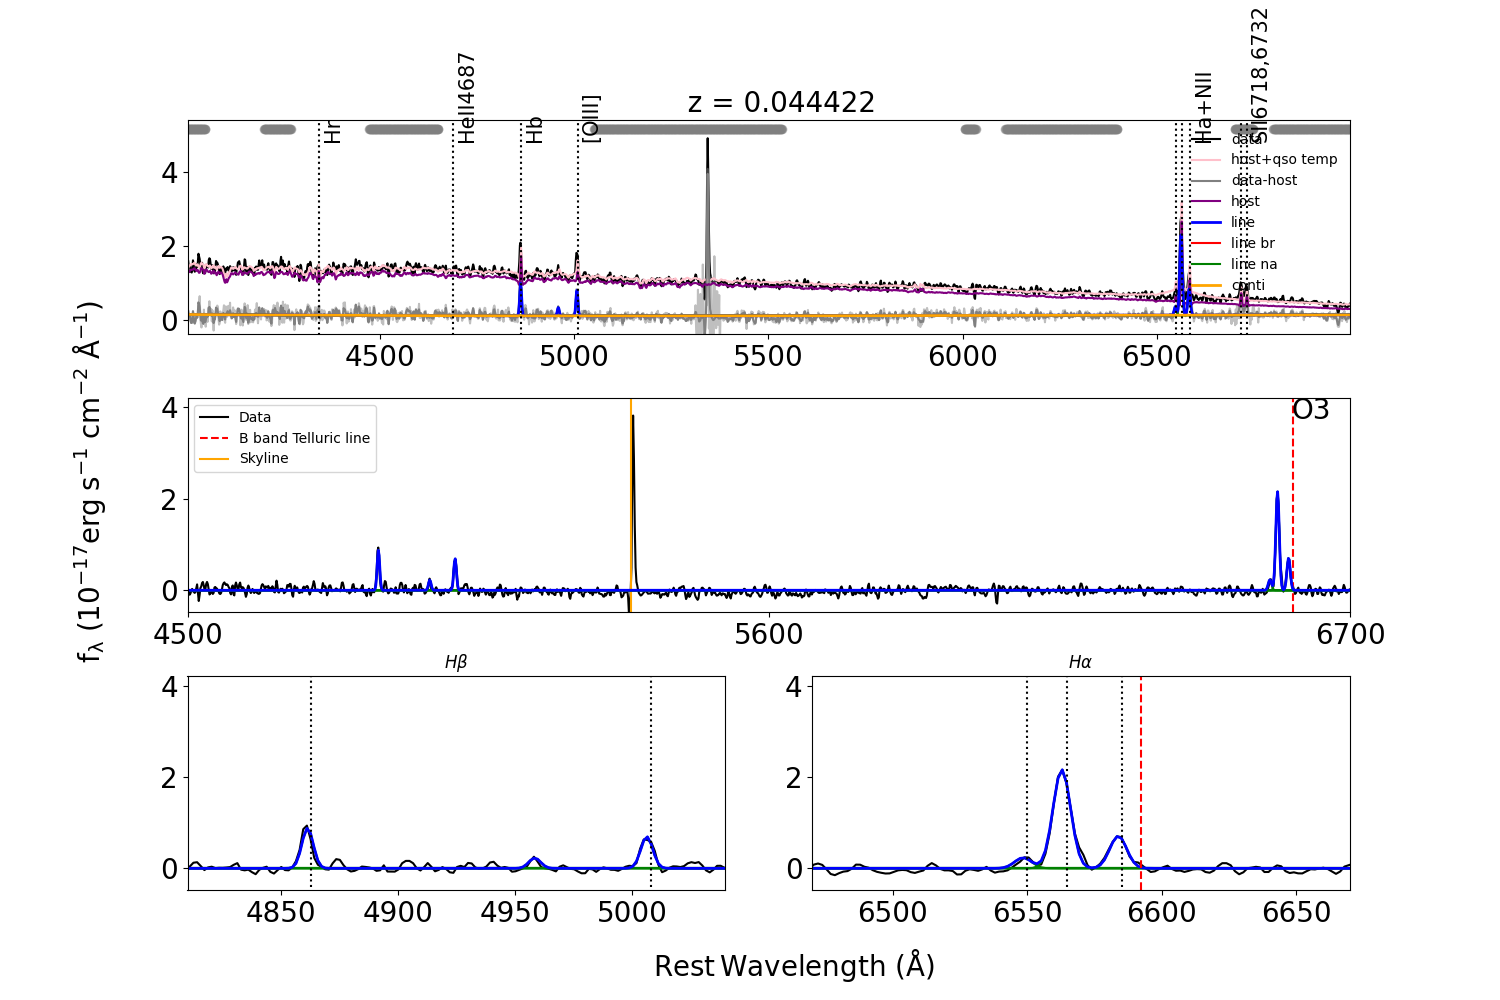 z = 0.044422
Hr
HeII4687
Hb
[OIII]
Ha+NII
SII6718,6732
data
host+qso temp
data-host
host
line
line br
line na
conti
4
2
0
4500 5000 5500 6000 6500
Data
B band Telluric line
Skyline
O3
4
2
0
4500 5600 6700
fλ (10⁻¹⁷erg s⁻¹ cm⁻² Å⁻¹)
Hβ
4
2
0
4850 4900 4950 5000
Hα
4
2
0
6500 6550 6600 6650
Rest Wavelength (Å)